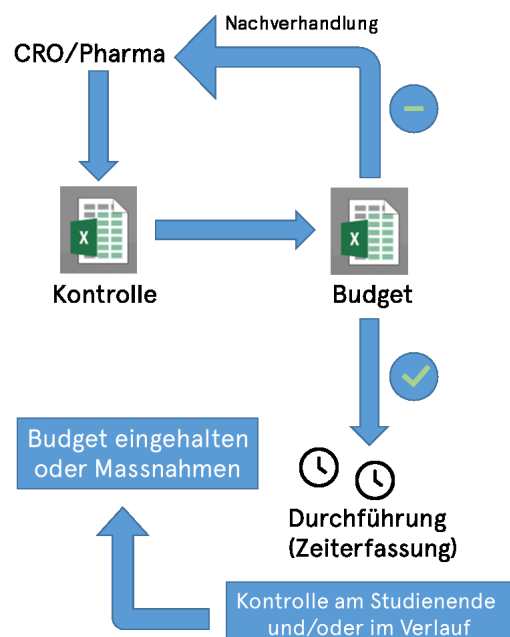 Nachverhandlung
CRO/Pharma
X
X
Kontrolle
Budget
Budget eingehalten
oder Massnahmen
Durchführung
(Zeiterfassung)
Kontrolle am Studienende
und/oder im Verlauf